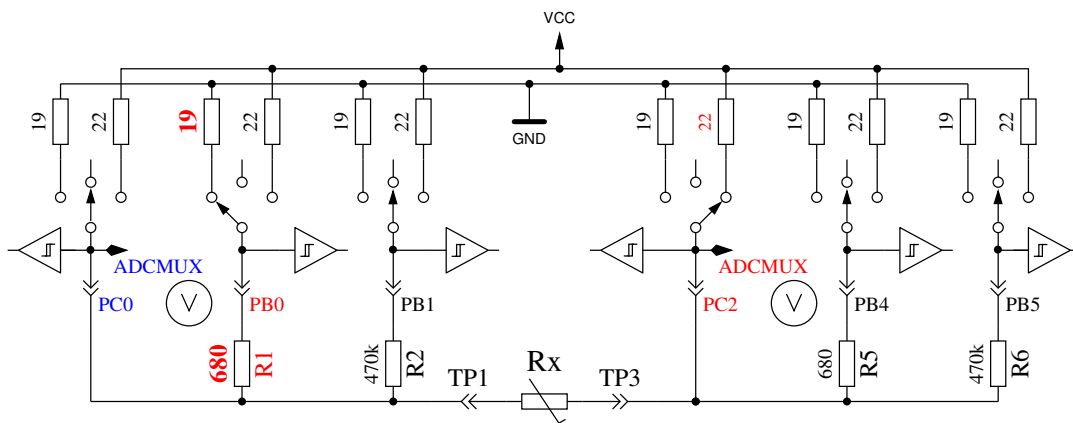 VCC
GND
19
22
19
22
19
22
19
22
19
22
19
22
ADCMUX
ADCMUX
PC0
PB0
PB1
PC2
PB4
PB5
680
R1
470k
R2
680
R5
470k
R6
TP1
Rx
TP3